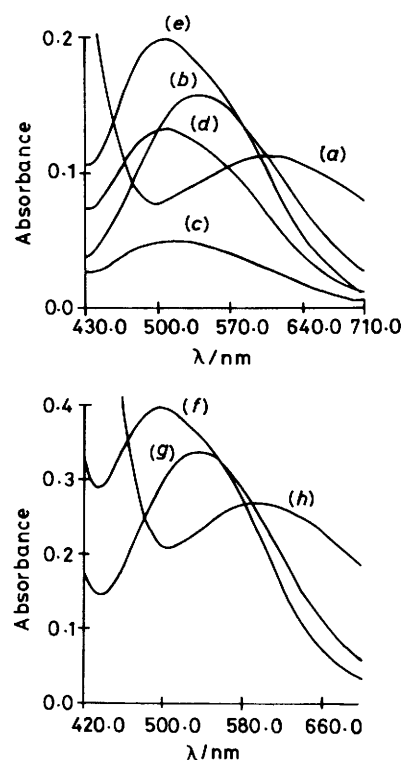 (e)
0.2
(b)
(d)
(a)
0.1
(c)
0.0
430.0 500.0 570.0 640.0 710.0
λ/nm
Absorbance
0.4
(f)
(g)
0.3
(h)
0.2
0.1
0.0
420.0 500.0 580.0 660.0
λ/nm
Absorbance